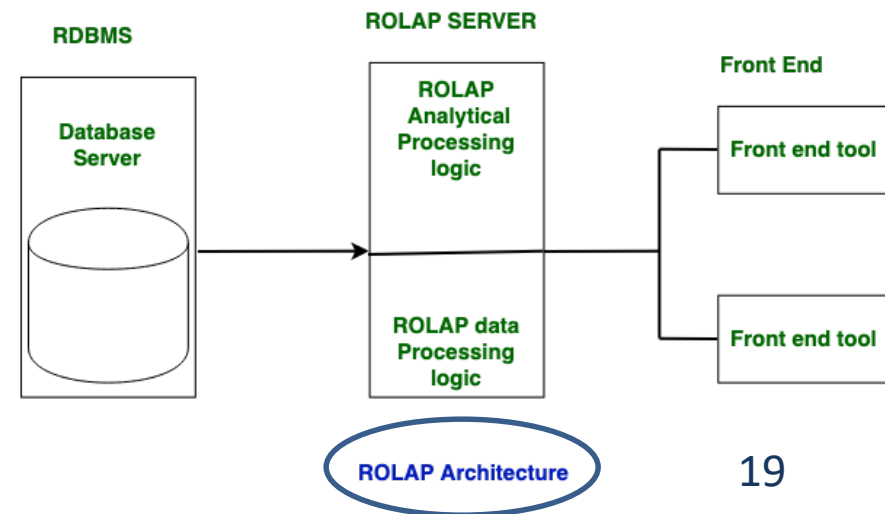 RDBMS
Database
Server
ROLAP SERVER
ROLAP
Analytical
Processing
logic
ROLAP data
Processing
logic
Front End
Front end tool
Front end tool
ROLAP Architecture
19